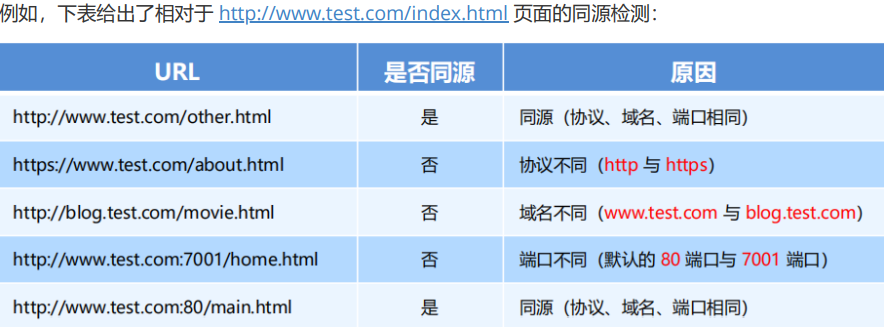 例如，下表给出了相对于 http://www.test.com/index.html 页面的同源检测：
URL 是否同源 原因
http://www.test.com/other.html 是 同源（协议、域名、端口相同）
https://www.test.com/about.html 否 协议不同（http 与 https）
http://blog.test.com/movie.html 否 域名不同（www.test.com 与 blog.test.com）
http://www.test.com:7001/home.html 否 端口不同（默认的 80 端口与 7001 端口）
http://www.test.com:80/main.html 是 同源（协议、域名、端口相同）